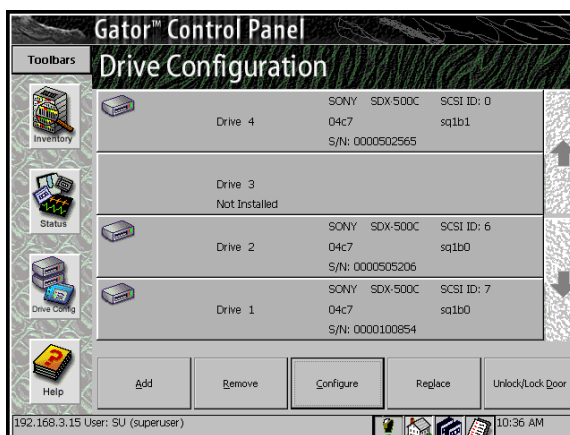 Gator™ Control Panel
Toolbars
Drive Configuration
Inventory
Status
Drive Config
Help
Drive 4
SONY SDX-500C SCSI ID: 0
04c7 sq1b1
S/N: 0000502565
Drive 3
Not Installed
Drive 2
SONY SDX-500C SCSI ID: 6
04c7 sq1b0
S/N: 0000505206
Drive 1
SONY SDX-500C SCSI ID: 7
04c7 sq1b0
S/N: 0000100854
Add Remove Configure Replace Unlock/Lock Door
192.168.3.15 User: SU (superuser) 10:36 AM